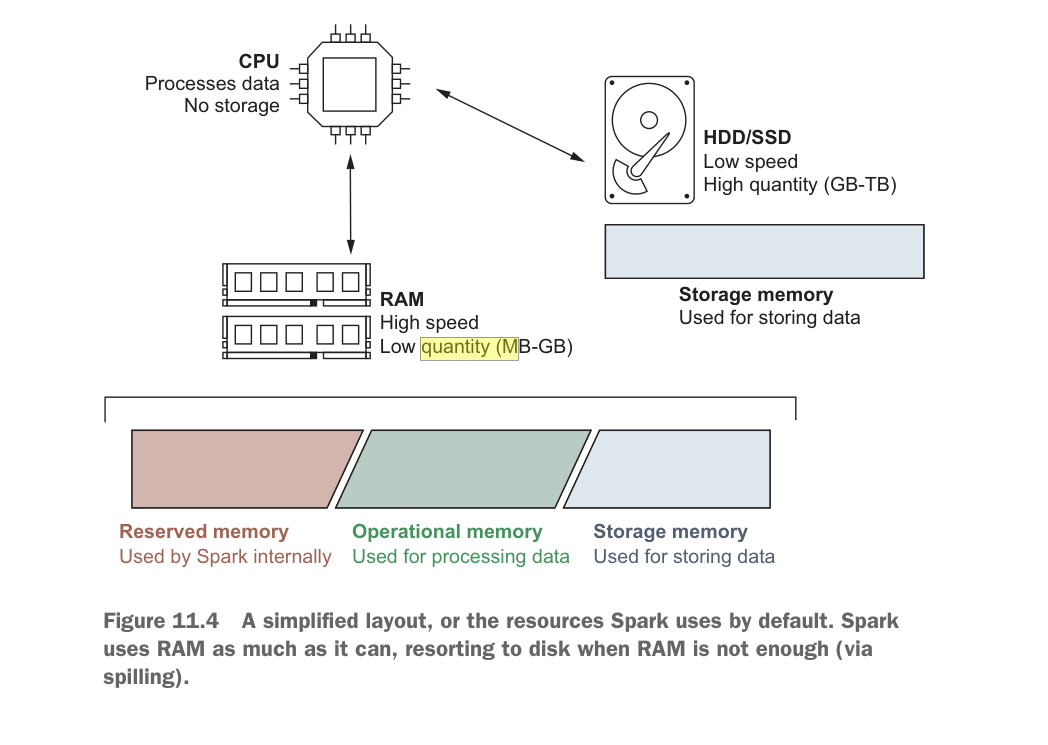 CPU
Processes data
No storage
HDD/SSD
Low speed
High quantity (GB-TB)
Storage memory
Used for storing data
RAM
High speed
Low quantity (MB-GB)
Reserved memory
Used by Spark internally
Operational memory
Used for processing data
Storage memory
Used for storing data
Figure 11.4 A simplified layout, or the resources Spark uses by default. Spark
uses RAM as much as it can, resorting to disk when RAM is not enough (via
spilling).